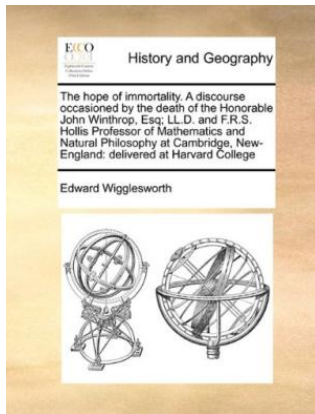 ECCO
History and Geography
The hope of immortality. A discourse
occasioned by the death of the Honorable
John Winthrop, Esq; LL.D. and F.R.S.
Hollis Professor of Mathematics and
Natural Philosophy at Cambridge, New-
England: delivered at Harvard College
Edward Wigglesworth